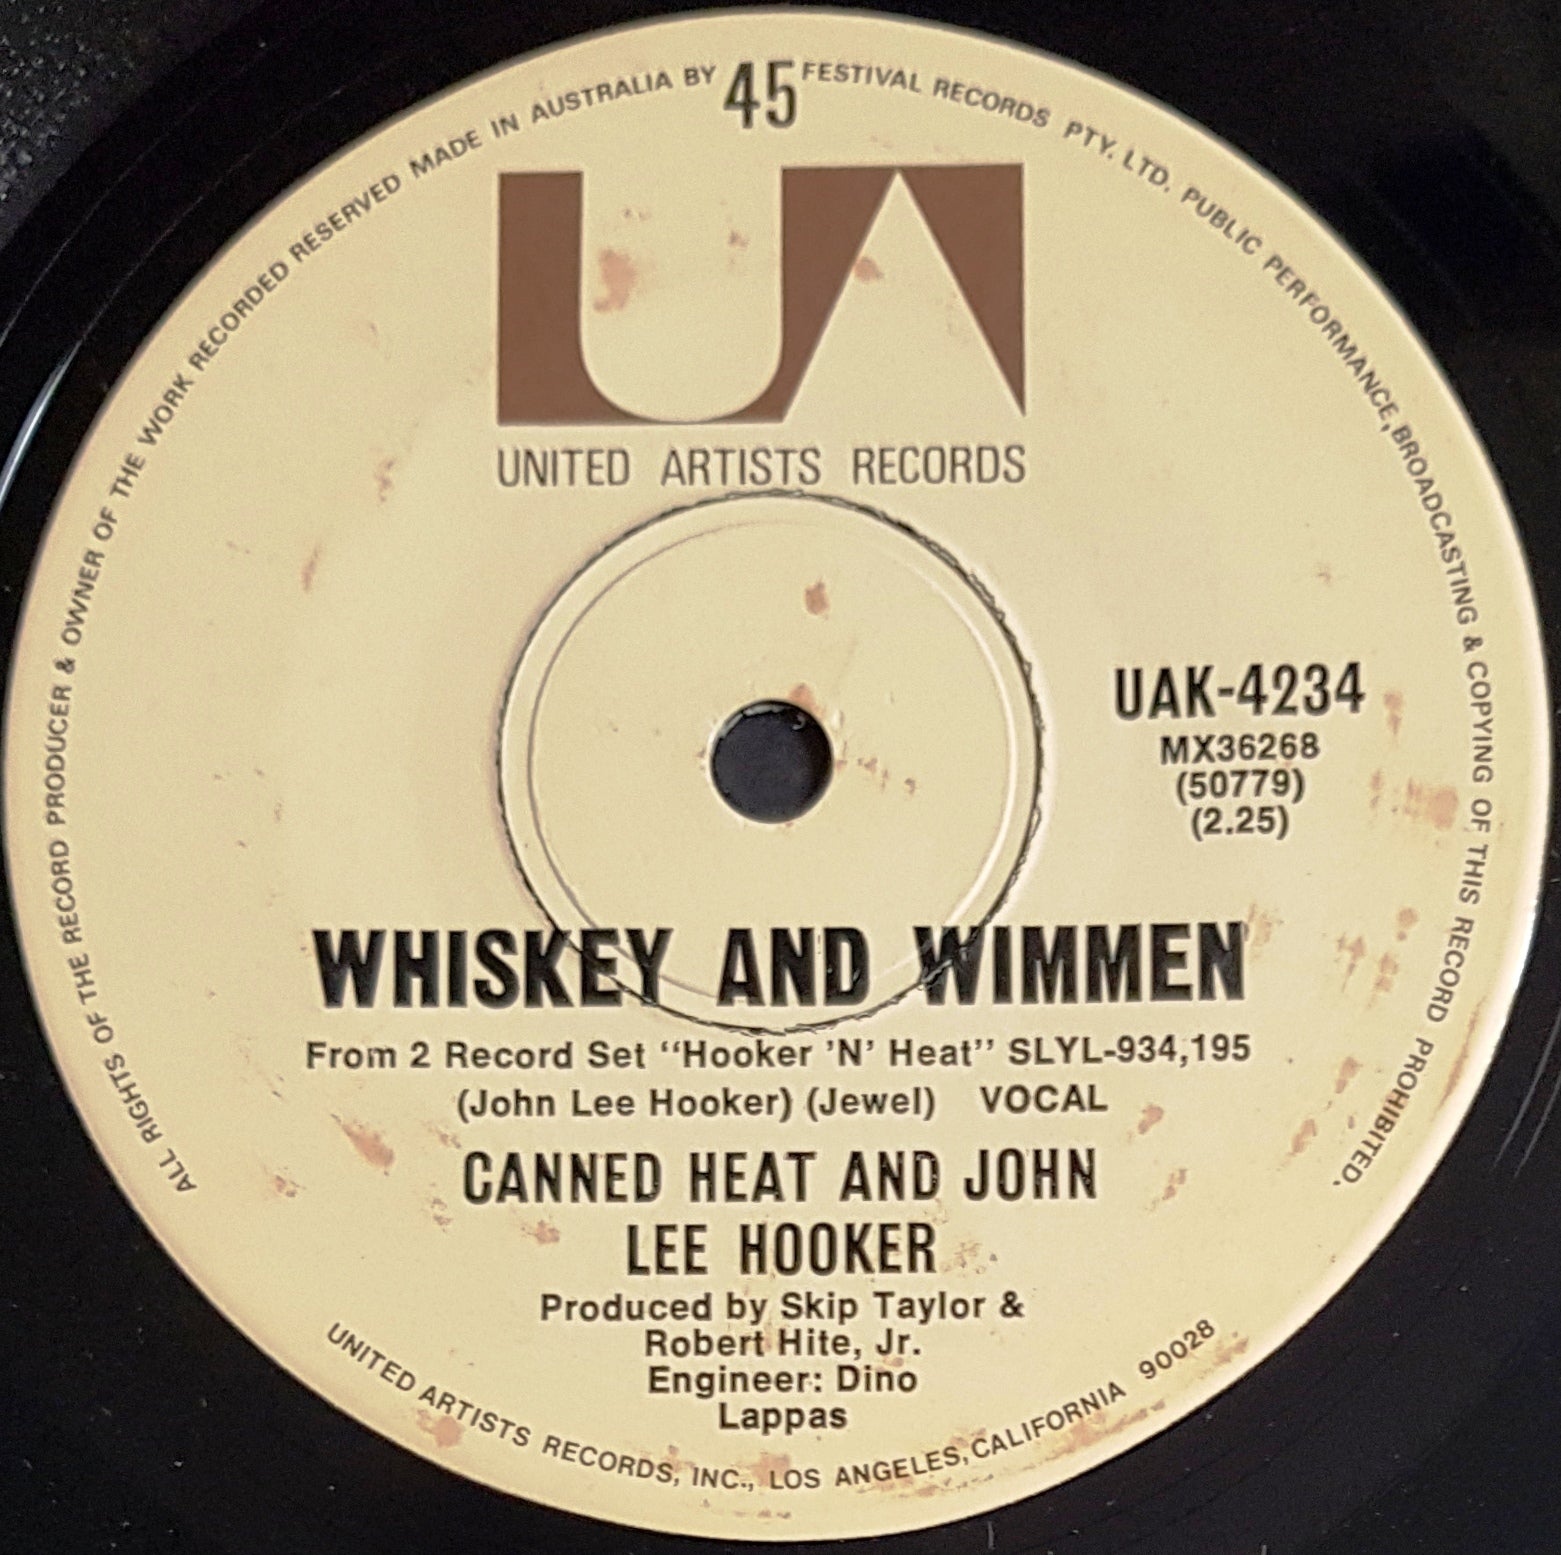 45
ALL RIGHTS OF THE RECORD PRODUCER & OWNER OF THE WORK RECORDED RESERVED MADE IN AUSTRALIA BY FESTIVAL RECORDS PTY. LTD. PUBLIC PERFORMANCE, BROADCASTING & COPYING OF THIS RECORD PROHIBITED.
UA
UNITED ARTISTS RECORDS
UAK-4234
MX36268
(50779)
(2.25)
WHISKEY AND WIMMEN
From 2 Record Set “Hooker 'N' Heat” SLYL-934,195
(John Lee Hooker) (Jewel) VOCAL
CANNED HEAT AND JOHN
LEE HOOKER
Produced by Skip Taylor &
Robert Hite, Jr.
Engineer: Dino
Lappas
UNITED ARTISTS RECORDS, INC., LOS ANGELES, CALIFORNIA 90028